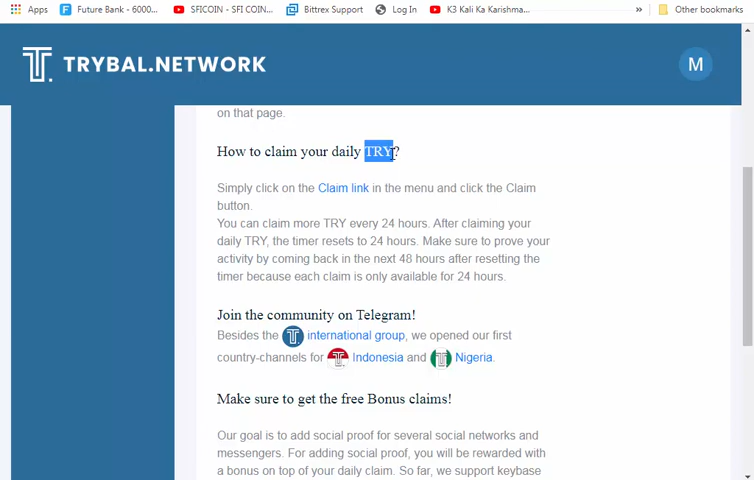 Apps Future Bank - 6000... SFICOIN - SFI COIN... Bittrex Support Log In K3 Kali Ka Karishma... » Other bookmarks
TRYBAL.NETWORK M
on that page.
How to claim your daily TRY?
Simply click on the Claim link in the menu and click the Claim
button.
You can claim more TRY every 24 hours. After claiming your
daily TRY, the timer resets to 24 hours. Make sure to prove your
activity by coming back in the next 48 hours after resetting the
timer because each claim is only available for 24 hours.
Join the community on Telegram!
Besides the international group, we opened our first
country-channels for Indonesia and Nigeria.
Make sure to get the free Bonus claims!
Our goal is to add social proof for several social networks and
messengers. For adding social proof, you will be rewarded with
a bonus on top of your daily claim. So far, we support keybase